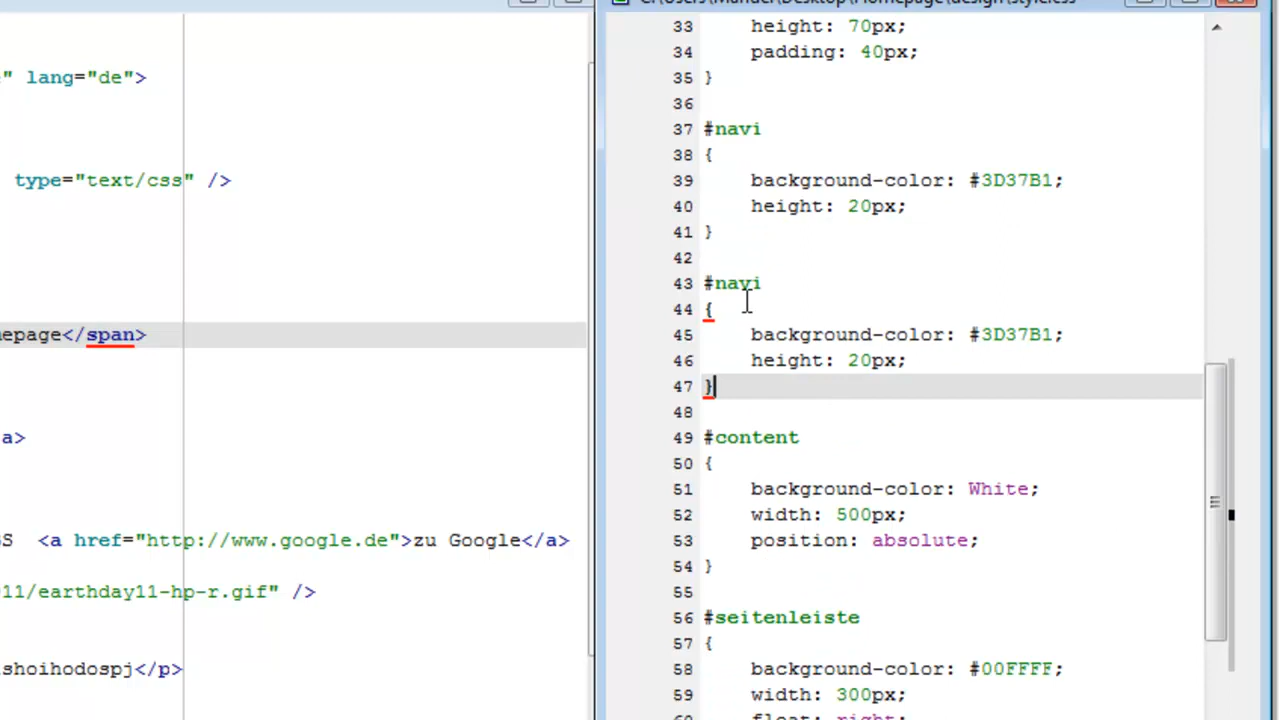 " lang="de">
type="text/css" />
epage</span>
a>
S <a href="http://www.google.de">zu Google</a>
11/earthday11-hp-r.gif" />
shoihodospj</p>
33 height: 70px;
34 padding: 40px;
35 }
36
37 #navi
38 {
39 background-color: #3D37B1;
40 height: 20px;
41 }
42
43 #navi
44 {
45 background-color: #3D37B1;
46 height: 20px;
47 }
48
49 #content
50 {
51 background-color: White;
52 width: 500px;
53 position: absolute;
54 }
55
56 #seitenleiste
57 {
58 background-color: #00FFFF;
59 width: 300px;
60 float: right;